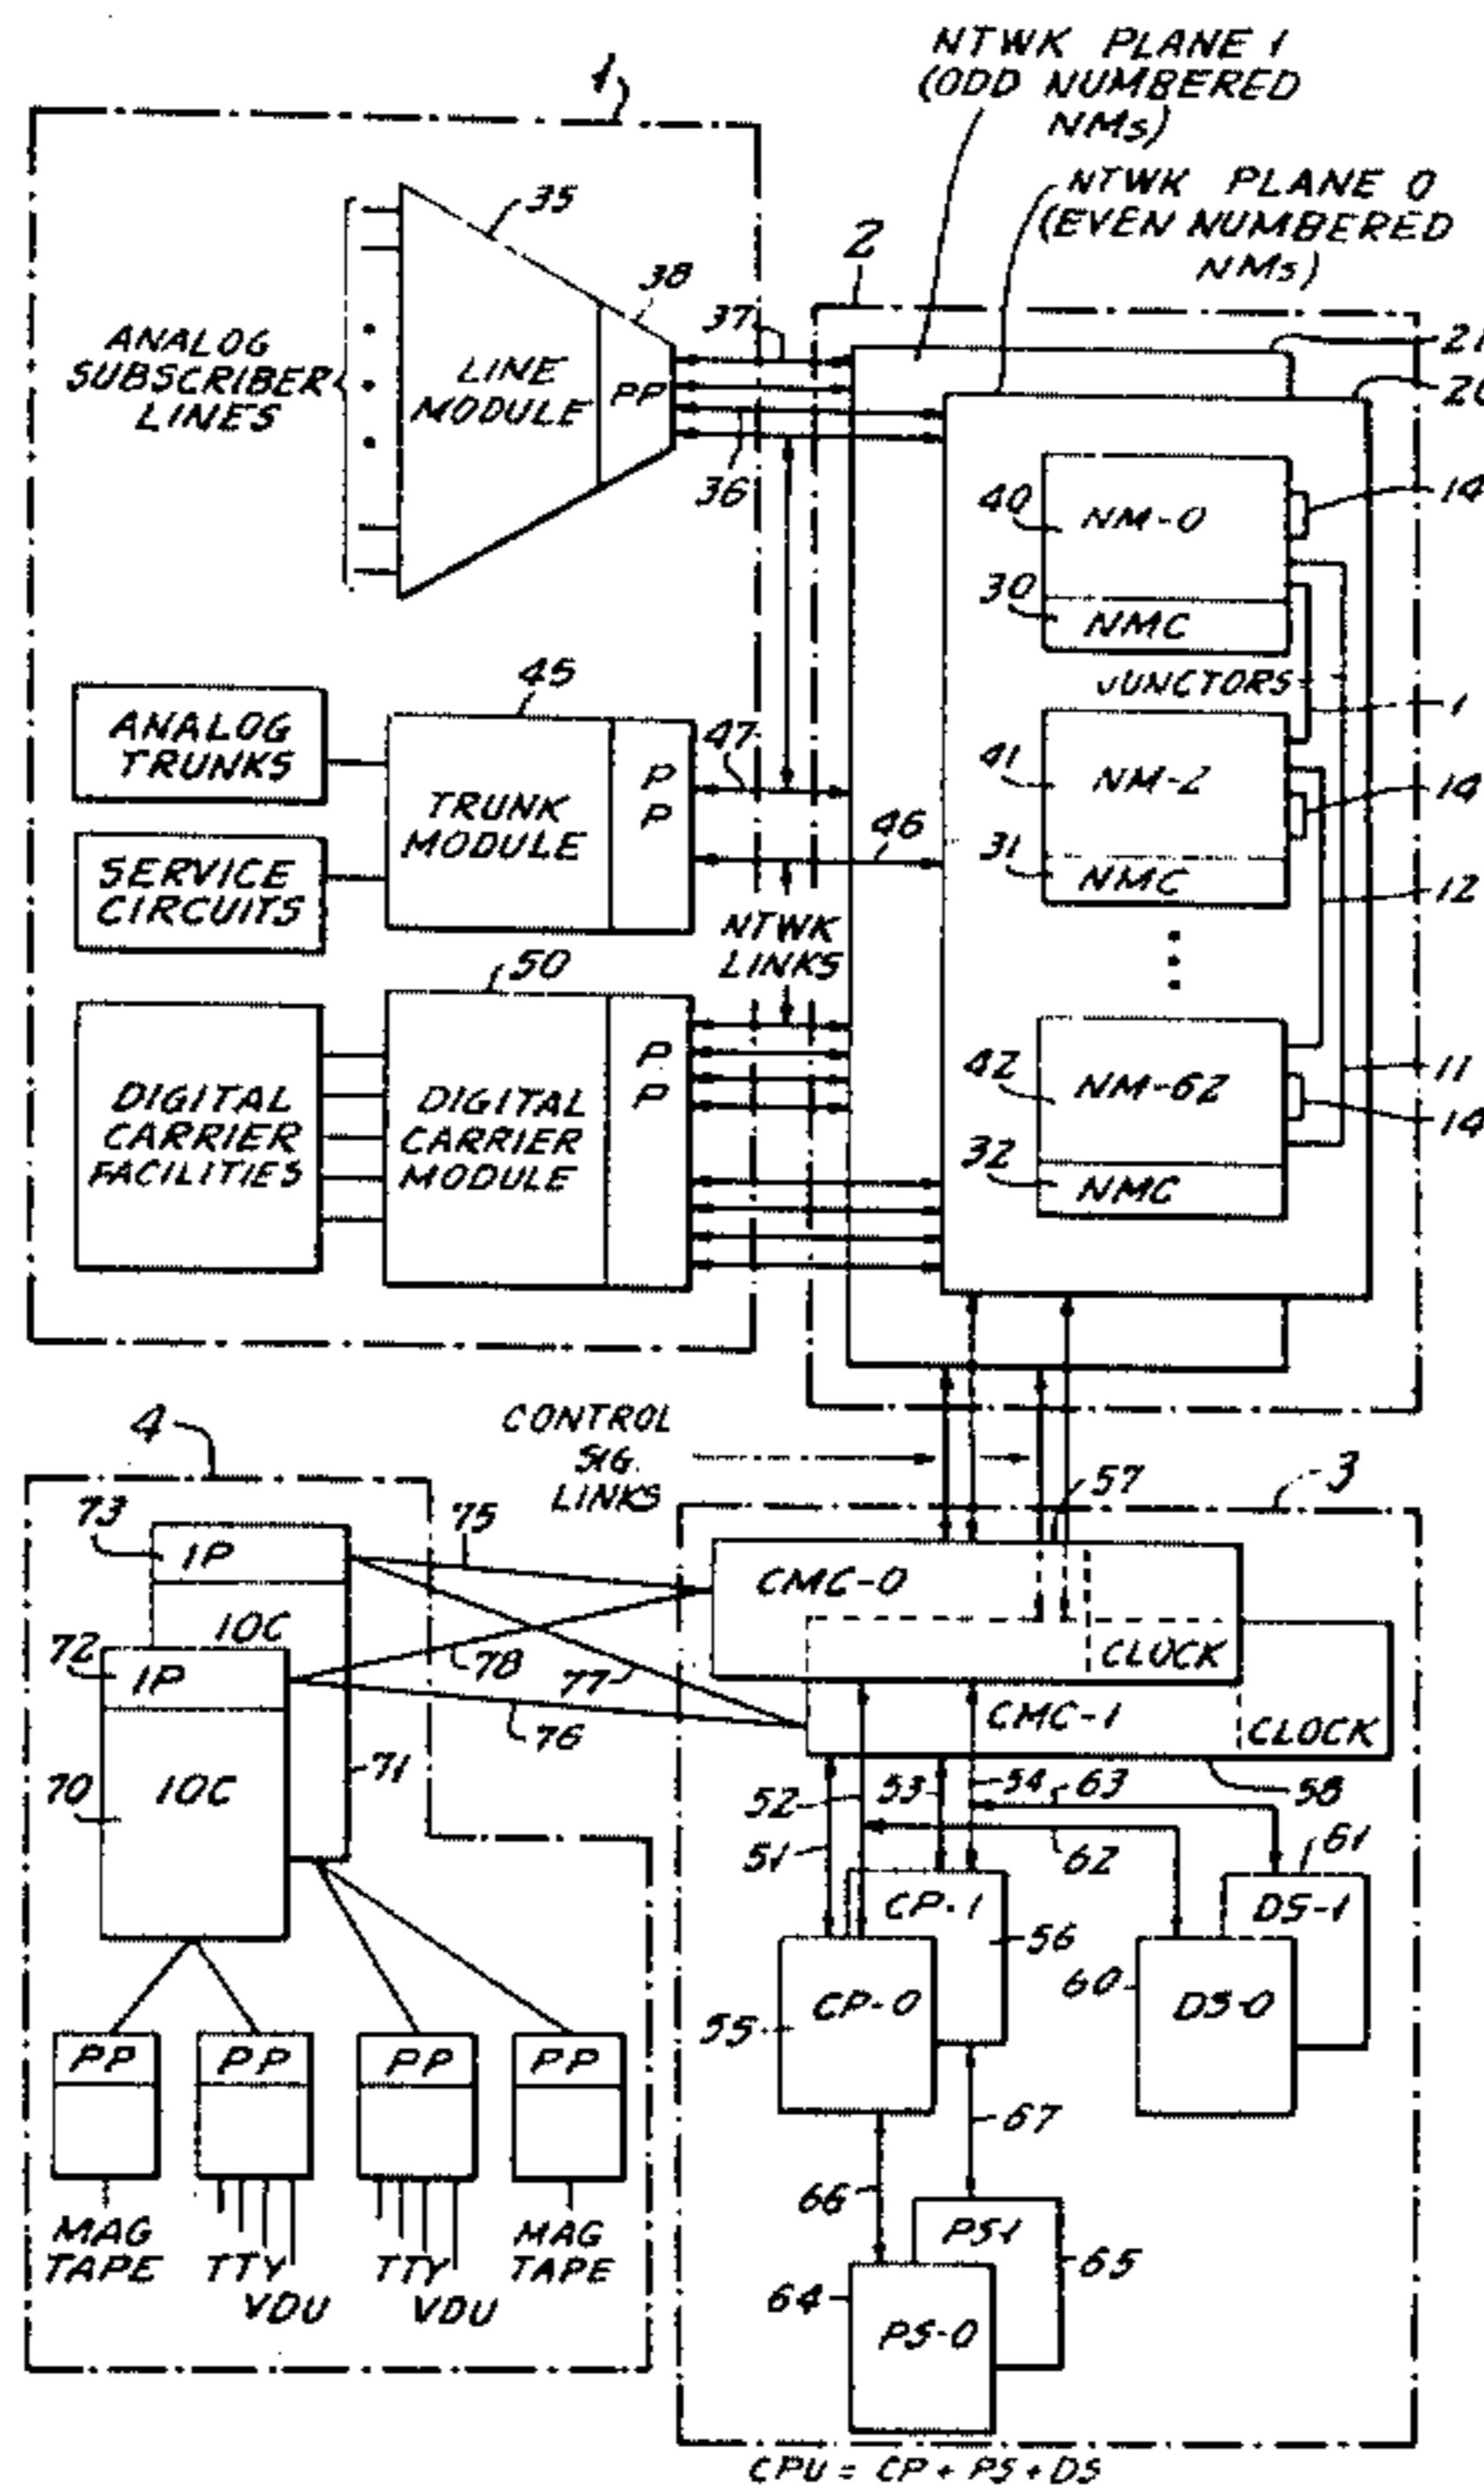 NTWK PLANE 1
(ODD NUMBERED
NMs)
1
NTWK PLANE 0
(EVEN NUMBERED
NMs)
2
35
38
37
21
ANALOG
SUBSCRIBER
LINES
LINE
MODULE
PP
36
40
NM-0
14
30
NMC
JUNCTORS
1
45
47
ANALOG
TRUNKS
TRUNK
MODULE
P
P
46
41
NM-2
14
31
NMC
12
SERVICE
CIRCUITS
NTWK
LINKS
50
DIGITAL
CARRIER
FACILITIES
DIGITAL
CARRIER
MODULE
P
P
42
NM-62
11
14
32
NMC
4
CONTROL
SIG.
LINKS
57
3
73
IP
75
IOC
CMC-0
CLOCK
72
IP
78
77
76
CMC-1
CLOCK
58
70
IOC
71
52
53
54
63
51
62
61
CP-1
56
DS-1
60
CP-0
DS-0
55
PP
PP
PP
PP
67
66
MAG
TAPE
TTY
VDU
TTY
VDU
MAG
TAPE
PS-1
65
64
PS-0
CPU = CP + PS + DS